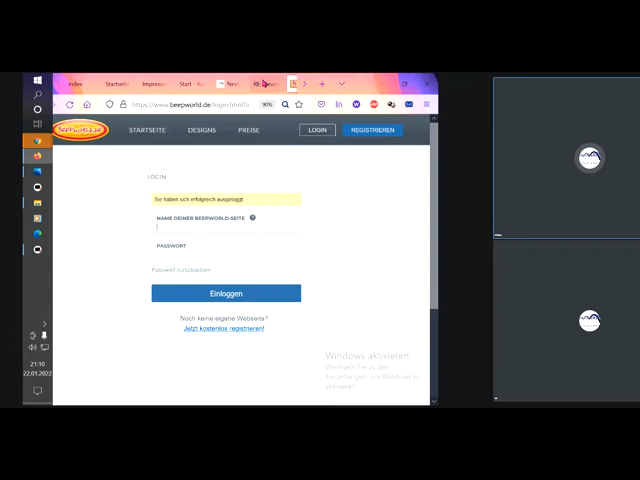 index
Startseite
Impressum
Start
Next
https://www.beepworld.de/login.html?a
90%
BEEPWORLD.DE
STARTSEITE
DESIGNS
PREISE
LOGIN
REGISTRIEREN
LOGIN
Sie haben sich erfolgreich ausgeloggt
NAME DEINER BEEPWORLD-SEITE
PASSWORT
Passwort zurücksetzen
Einloggen
Noch keine eigene Webseite?
Jetzt kostenlos registrieren!
Windows aktivieren
Wechseln Sie zu den
Einstellungen, um Windows zu
aktivieren.
21:10
22.01.2022